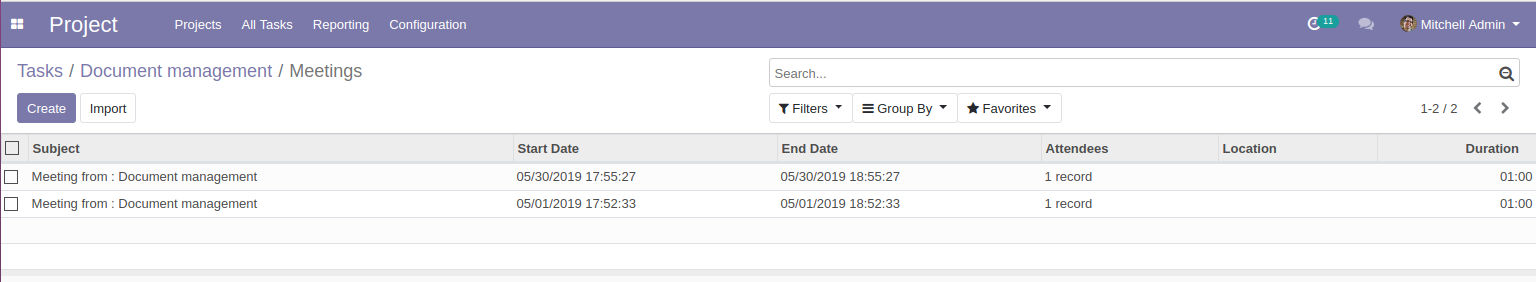 Project Projects All Tasks Reporting Configuration 11 Mitchell Admin
Tasks / Document management / Meetings Search...
Create Import Filters Group By Favorites 1-2 / 2
Subject Start Date End Date Attendees Location Duration
Meeting from : Document management 05/30/2019 17:55:27 05/30/2019 18:55:27 1 record 01:00
Meeting from : Document management 05/01/2019 17:52:33 05/01/2019 18:52:33 1 record 01:00